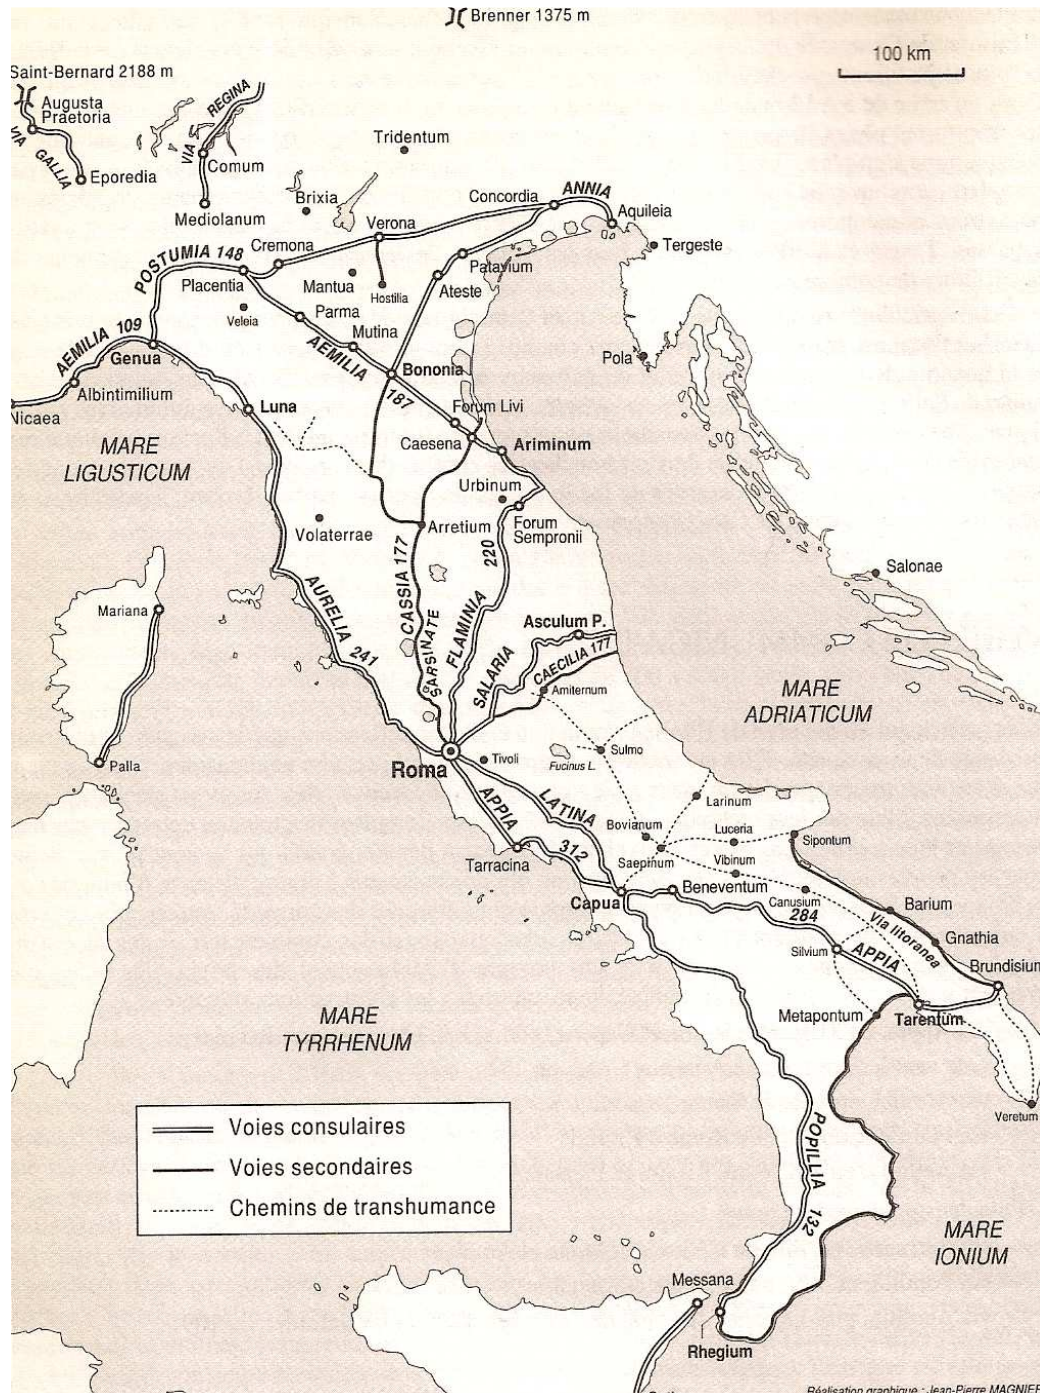 Brenner 1375 m
100 km
Saint-Bernard 2188 m
Augusta
Praetoria
VIA GALLIA
Eporedia
VIA REGINA
Comum
Mediolanum
Tridentum
Brixia
Verona
Concordia
ANNIA
Aquileia
Tergeste
POSTUMIA 148
Cremona
Placentia
Mantua
Hostilia
Patavium
Ateste
Veleia
Parma
Mutina
AEMILIA 109
Genua
AEMILIA
187
Bononia
Pola
Albintimilium
Nicaea
Luna
Forum Livi
Caesena
Ariminum
MARE
LIGUSTICUM
Urbinum
Forum
Sempronii
Volaterrae
Arretium
Salonae
Mariana
AURELIA 241
CASSIA 177
SARSINATE
FLAMINIA
220
SALARIA
Asculum P.
CAECILIA 177
Amiternum
MARE
ADRIATICUM
Palla
Roma
Tivoli
Fucinus L.
Sulmo
APPIA
312
LATINA
Larinum
Bovianum
Luceria
Sipontum
Tarracina
Saepinum
Vibinum
Capua
Beneventum
Canusium
284
Barium
Via litoranea
Gnathia
Silvium
APPIA
Brundisium
MARE
TYRRHENUM
Metapontum
Tarentum
Veretum
Voies consulaires
Voies secondaires
Chemins de transhumance
POPILLIA 132
MARE
IONIUM
Messana
Rhegium
Réalisation graphique : Jean-Pierre MAGNIER